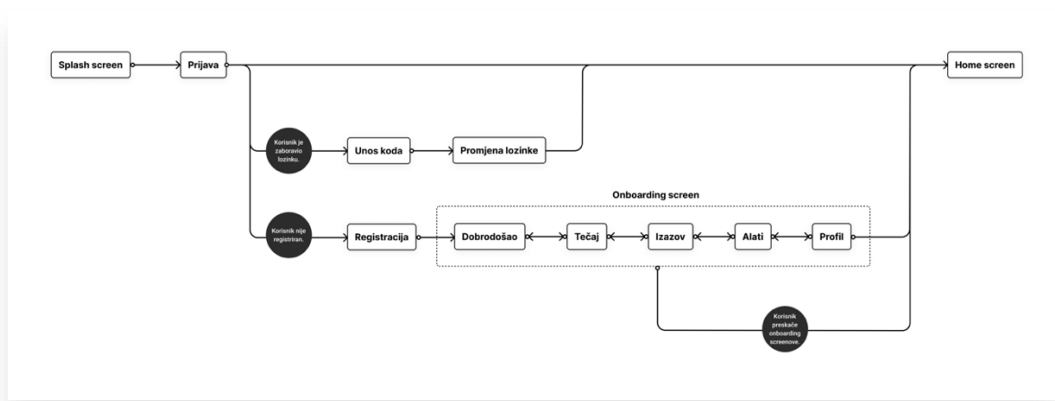 Splash screen
Prijava
Home screen
Korisnik je
zaboravio
lozinku.
Unos koda
Promjena lozinke
Onboarding screen
Korisnik nije
registriran.
Registracija
Dobrodošao
Tečaj
Izazov
Alati
Profil
Korisnik
preskače
onboarding
screenove.